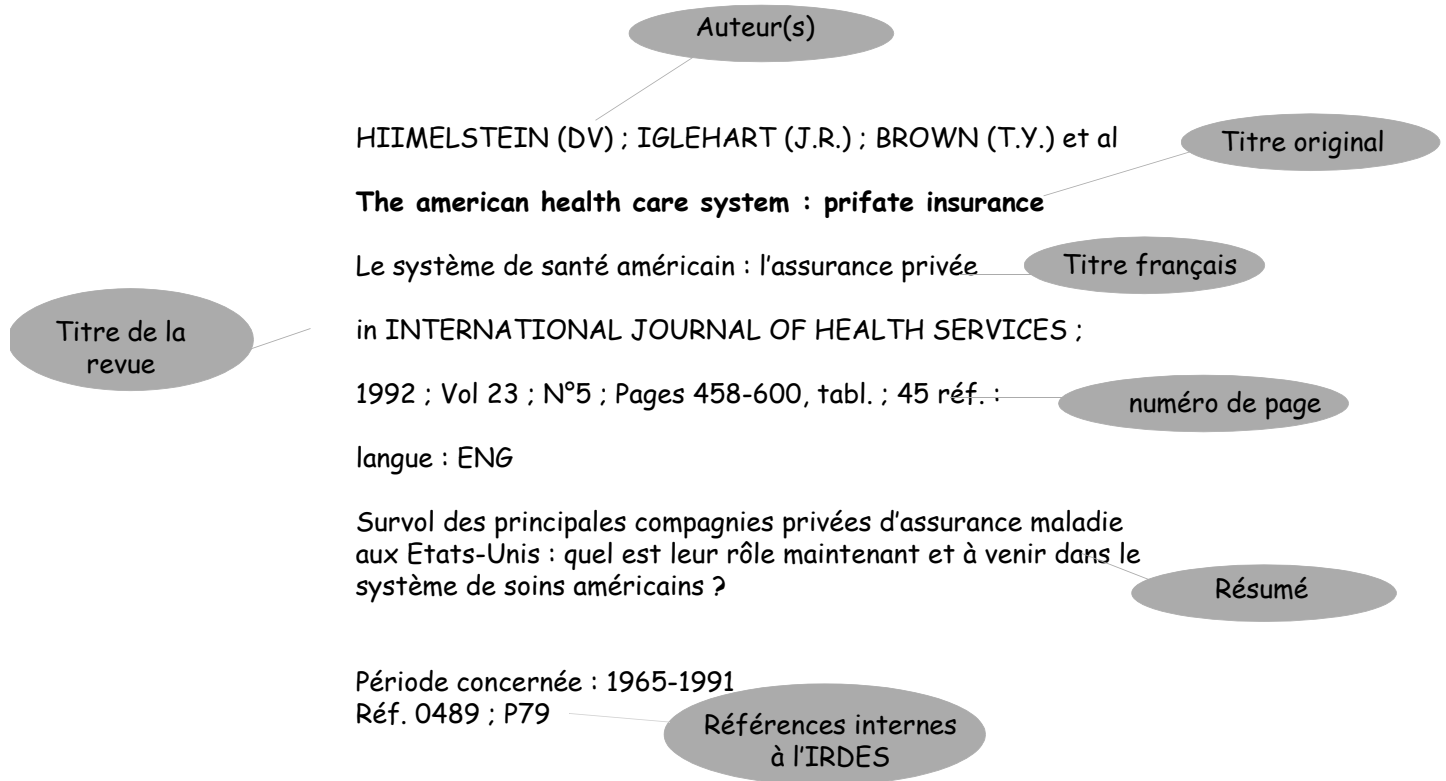 Auteur(s)
HIIMELSTEIN (DV) ; IGLEHART (J.R.) ; BROWN (T.Y.) et al
Titre original
The american health care system : prifate insurance
Le système de santé américain : l'assurance privée
Titre français
Titre de la
revue
in INTERNATIONAL JOURNAL OF HEALTH SERVICES ;
1992 ; Vol 23 ; N°5 ; Pages 458-600, tabl. ; 45 réf. :
numéro de page
langue : ENG
Survol des principales compagnies privées d'assurance maladie
aux Etats-Unis : quel est leur rôle maintenant et à venir dans le
système de soins américains ?
Résumé
Période concernée : 1965-1991
Réf. 0489 ; P79
Références internes
à l'IRDES